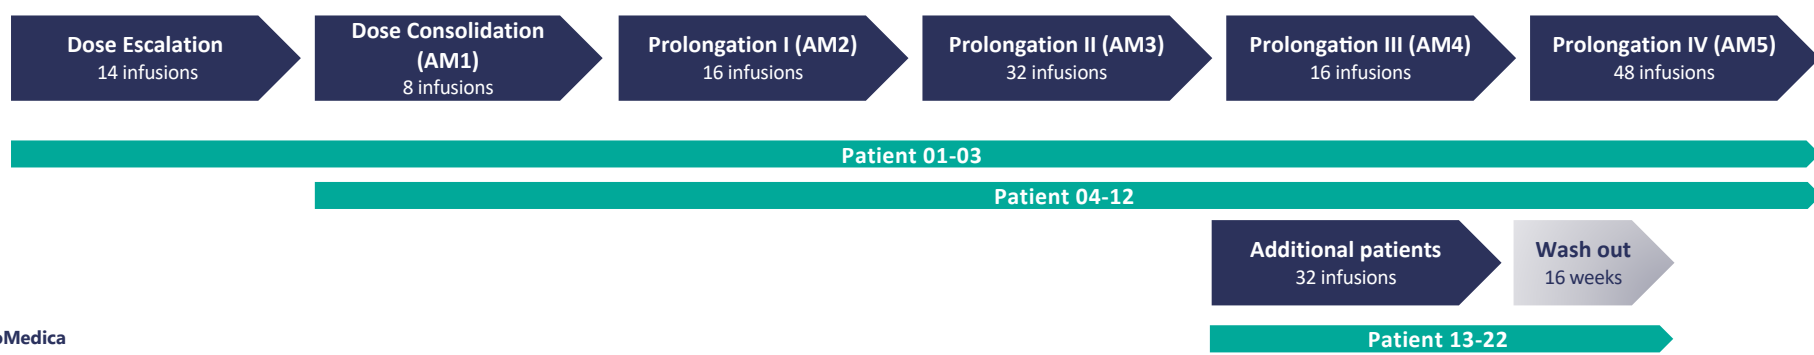 Dose Escalation
14 infusions
Dose Consolidation
(AM1)
8 infusions
Prolongation I (AM2)
16 infusions
Prolongation II (AM3)
32 infusions
Prolongation III (AM4)
16 infusions
Prolongation IV (AM5)
48 infusions
Patient 01-03
Patient 04-12
Additional patients
32 infusions
Wash out
16 weeks
Patient 13-22
oMedica